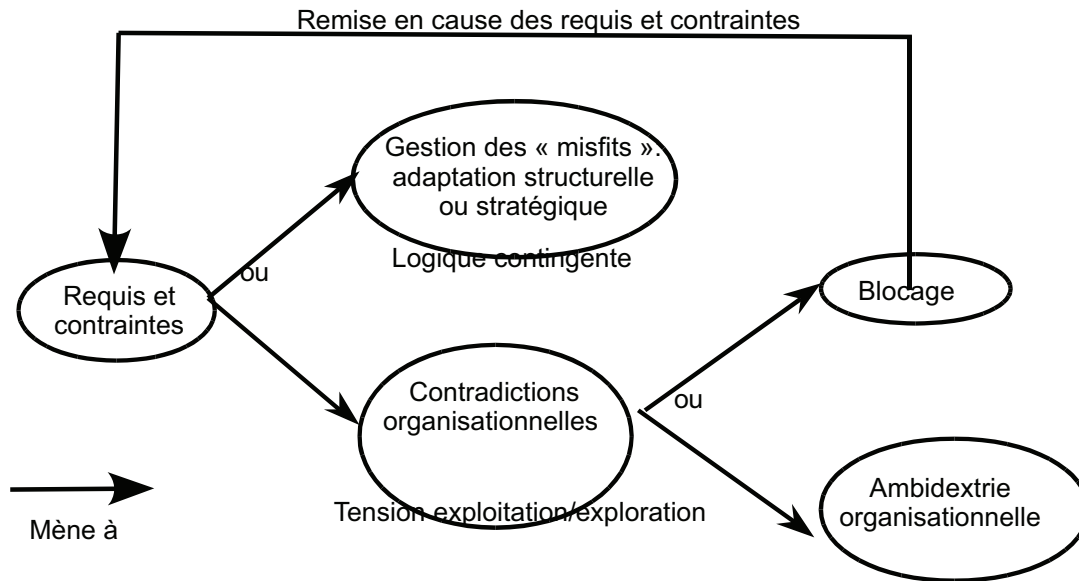 Remise en cause des requis et contraintes
Gestion des « misfits ».
adaptation structurelle
ou stratégique
Logique contingente
ou
Requis et
contraintes
Blocage
Contradictions
organisationnelles
ou
Tension exploitation/exploration
Ambidextrie
organisationnelle
Mène à